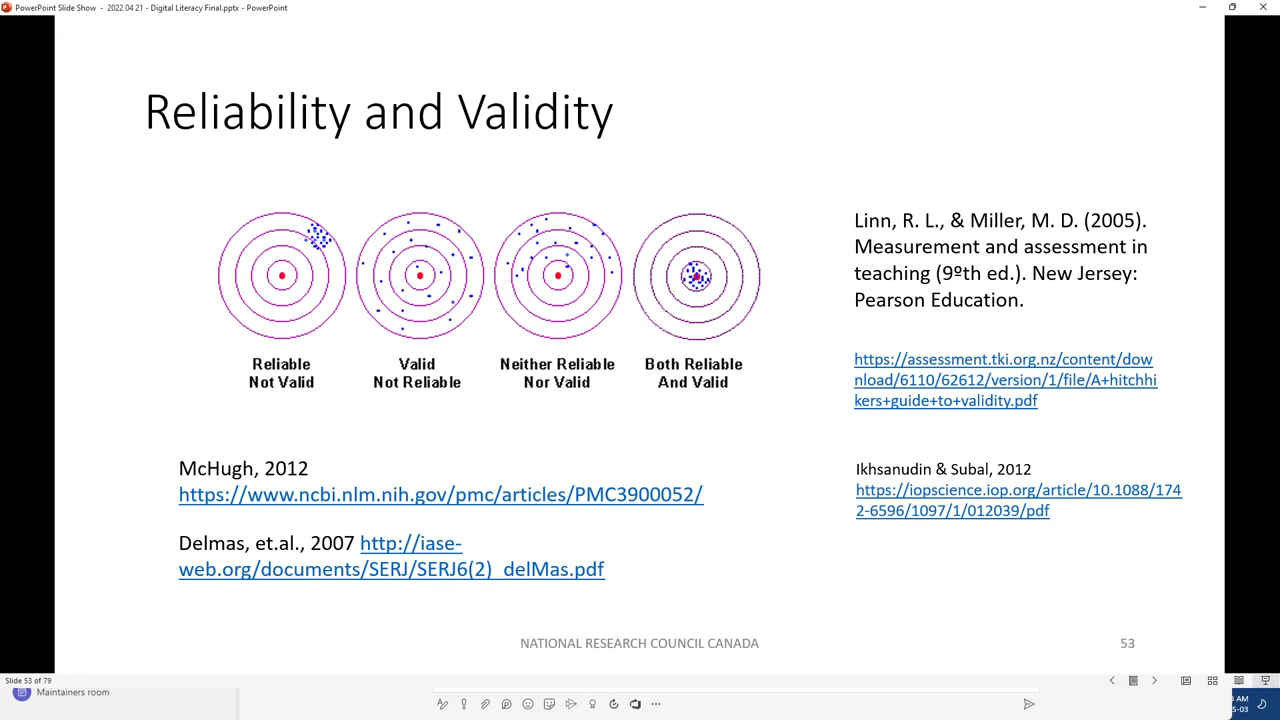 PowerPoint Slide Show - 2022 04 21 - Digital Literacy Final.pptx - PowerPoint
Reliability and Validity
Reliable
Not Valid
Valid
Not Reliable
Neither Reliable
Nor Valid
Both Reliable
And Valid
Linn, R. L., & Miller, M. D. (2005).
Measurement and assessment in
teaching (9ºth ed.). New Jersey:
Pearson Education.
https://assessment.tki.org.nz/content/dow
nload/6110/62612/version/1/file/A+hitchhi
kers+guide+to+validity.pdf
McHugh, 2012
https://www.ncbi.nlm.nih.gov/pmc/articles/PMC3900052/
Delmas, et.al., 2007 http://iase-
web.org/documents/SERJ/SERJ6(2)_delMas.pdf
Ikhsanudin & Subal, 2012
https://iopscience.iop.org/article/10.1088/174
2-6596/1097/1/012039/pdf
NATIONAL RESEARCH COUNCIL CANADA
53
Slide 53 of 79
Maintainers room
AM